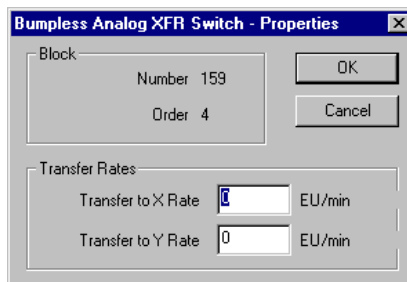 Bumpless Analog XFR Switch - Properties
Block
Number 159
Order 4
OK
Cancel
Transfer Rates
Transfer to X Rate 0 EU/min
Transfer to Y Rate 0 EU/min